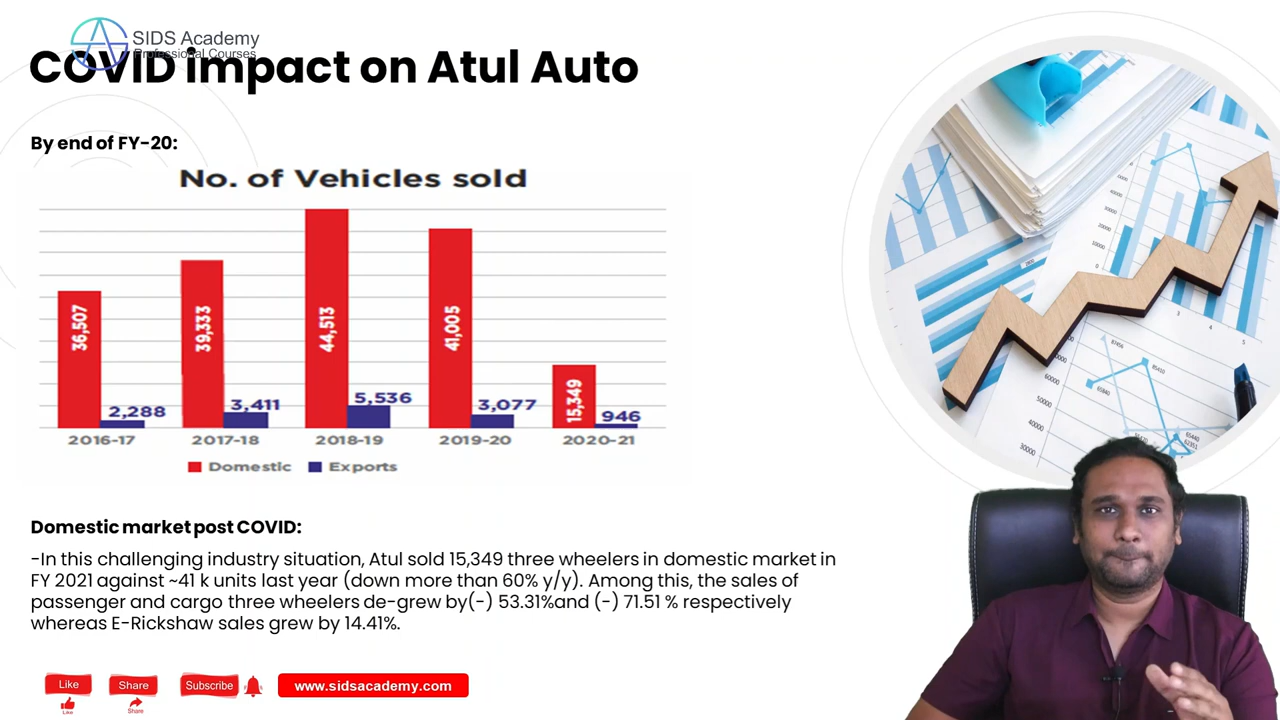 SIDS Academy
Professional Courses
COVID impact on Atul Auto
By end of FY-20:
No. of Vehicles sold
36,507
2,288
39,333
3,411
44,513
5,536
41,005
3,077
15,349
946
2016-17
2017-18
2018-19
2019-20
2020-21
Domestic
Exports
Domestic market post COVID:
-In this challenging industry situation, Atul sold 15,349 three wheelers in domestic market in
FY 2021 against ~41 k units last year (down more than 60% y/y). Among this, the sales of
passenger and cargo three wheelers de-grew by(-) 53.31%and (-) 71.51 % respectively
whereas E-Rickshaw sales grew by 14.41%.
Like
Share
Subscribe
www.sidsacademy.com
Like
Share